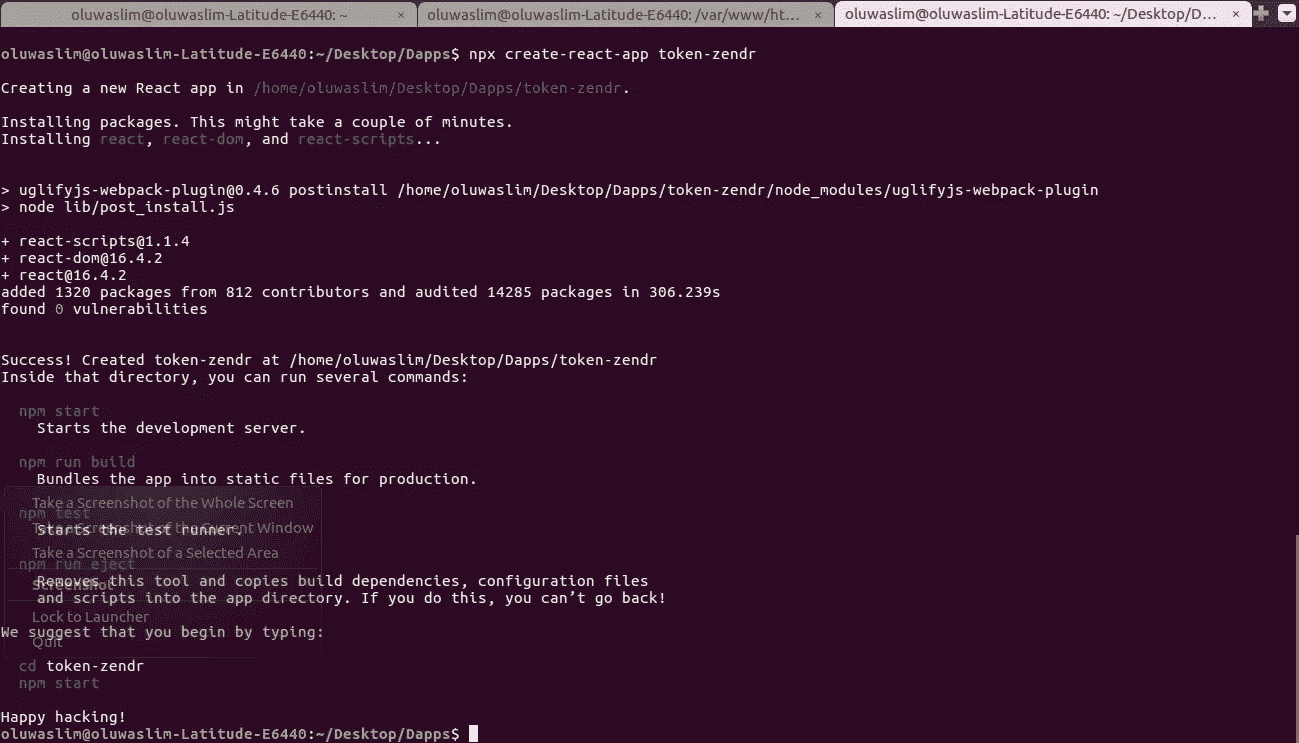 oluwaslim@oluwaslim-Latitude-E6440: ~ ×
oluwaslim@oluwaslim-Latitude-E6440: /var/www/ht... ×
oluwaslim@oluwaslim-Latitude-E6440: ~/Desktop/D... ×
oluwaslim@oluwaslim-Latitude-E6440:~/Desktop/Dapps$ npx create-react-app token-zendr
Creating a new React app in /home/oluwaslim/Desktop/Dapps/token-zendr.
Installing packages. This might take a couple of minutes.
Installing react, react-dom, and react-scripts...
> uglifyjs-webpack-plugin@0.4.6 postinstall /home/oluwaslim/Desktop/Dapps/token-zendr/node_modules/uglifyjs-webpack-plugin
> node lib/post_install.js
+ react-scripts@1.1.4
+ react-dom@16.4.2
+ react@16.4.2
added 1320 packages from 812 contributors and audited 14285 packages in 306.239s
found 0 vulnerabilities
Success! Created token-zendr at /home/oluwaslim/Desktop/Dapps/token-zendr
Inside that directory, you can run several commands:
npm start
Starts the development server.
npm run build
Bundles the app into static files for production.
Take a Screenshot of the Whole Screen
npm test
Take a Screenshot of the Current Window
Starts the test runner.
Take a Screenshot of a Selected Area
npm run eject
Removes this tool and copies build dependencies, configuration files
Screenshot
and scripts into the app directory. If you do this, you can’t go back!
Lock to Launcher
We suggest that you begin by typing:
Quit
cd token-zendr
npm start
Happy hacking!
oluwaslim@oluwaslim-Latitude-E6440:~/Desktop/Dapps$